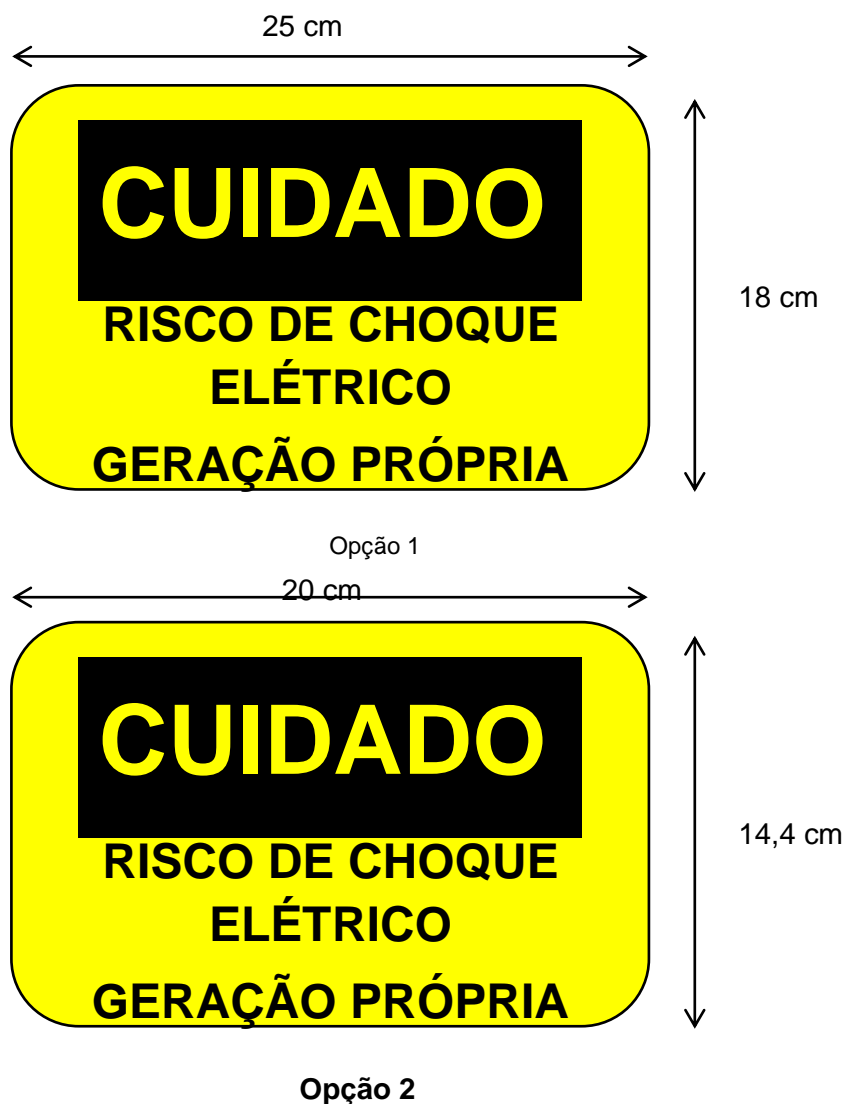 25 cm
CUIDADO
18 cm
RISCO DE CHOQUE
ELÉTRICO
GERAÇÃO PRÓPRIA
Opção 1
20 cm
CUIDADO
14,4 cm
RISCO DE CHOQUE
ELÉTRICO
GERAÇÃO PRÓPRIA
Opção 2